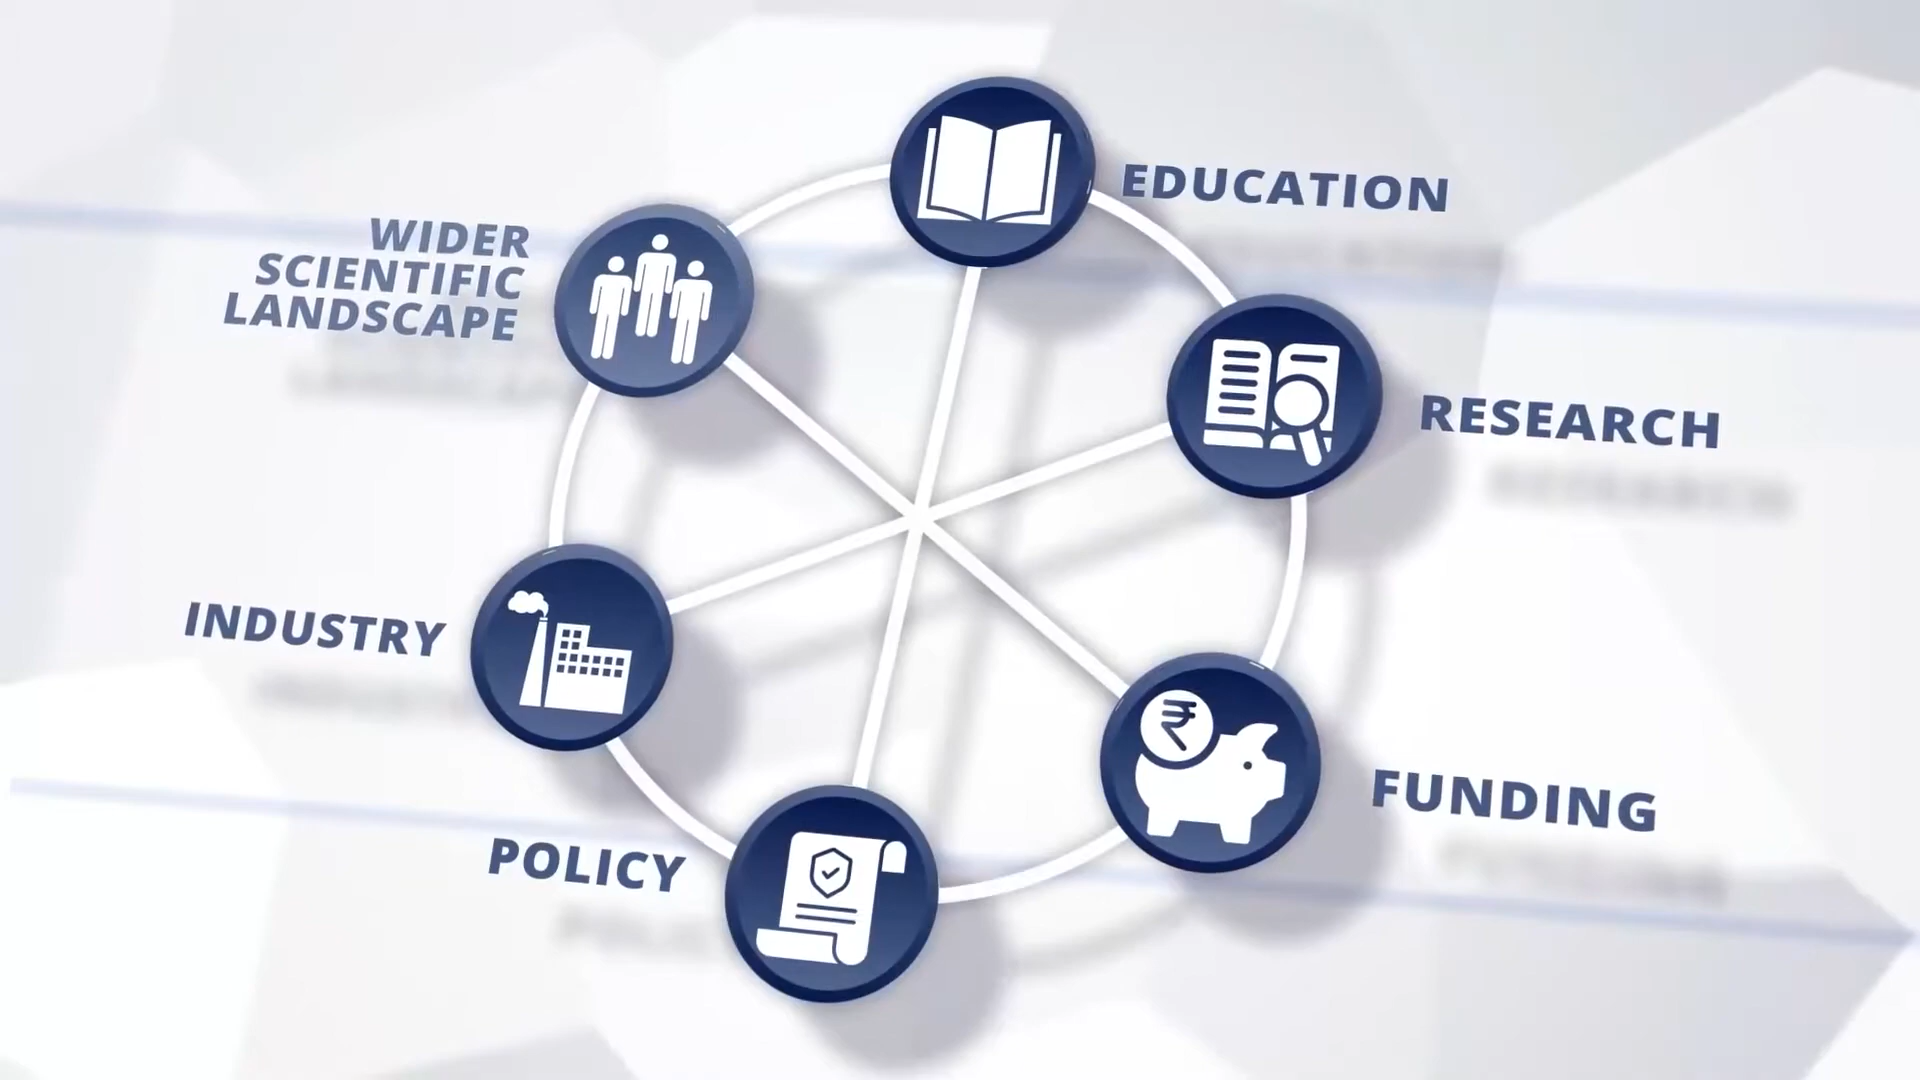 EDUCATION
WIDER
SCIENTIFIC
LANDSCAPE
RESEARCH
INDUSTRY
₹
FUNDING
POLICY